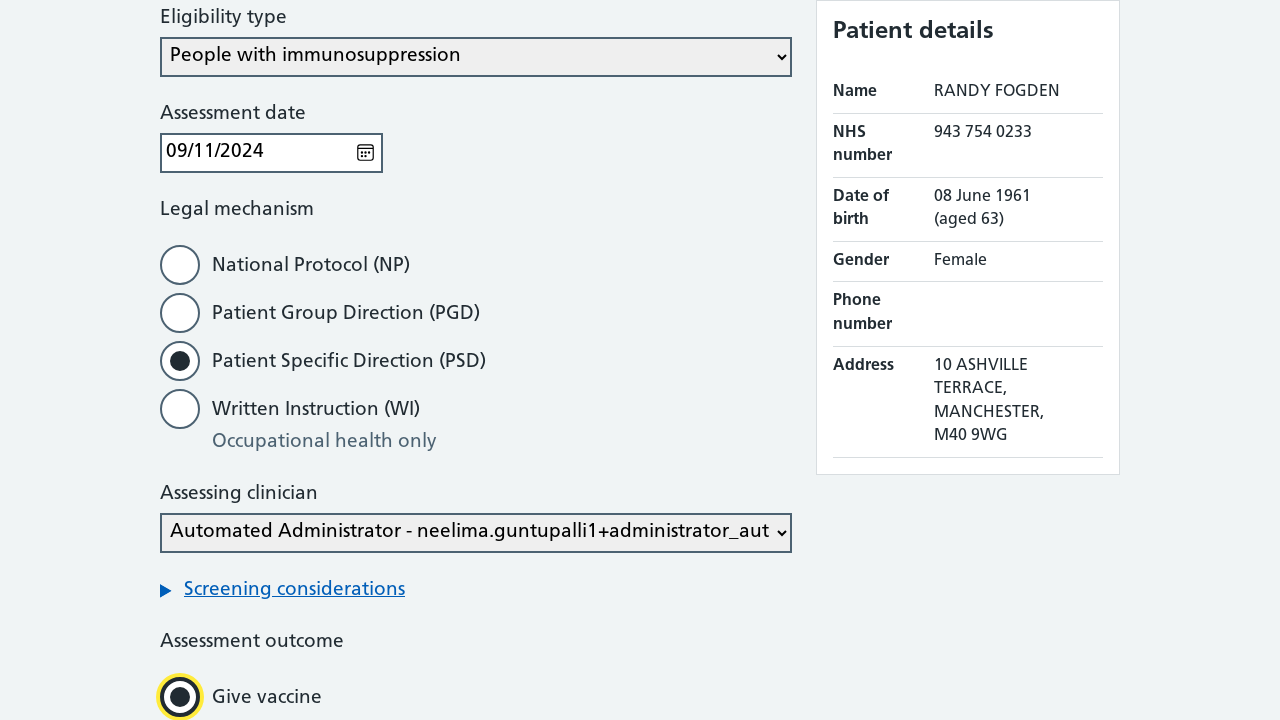 Eligibility type
People with immunosuppression
Assessment date
09/11/2024
Legal mechanism
National Protocol (NP)
Patient Group Direction (PGD)
Patient Specific Direction (PSD)
Written Instruction (WI)
Occupational health only
Assessing clinician
Automated Administrator - neelima.guntupalli1+administrator_aut
Screening considerations
Assessment outcome
Give vaccine
Patient details
Name RANDY FOGDEN
NHS 943 754 0233
number
Date of 08 June 1961
birth (aged 63)
Gender Female
Phone
number
Address 10 ASHVILLE
TERRACE,
MANCHESTER,
M40 9WG